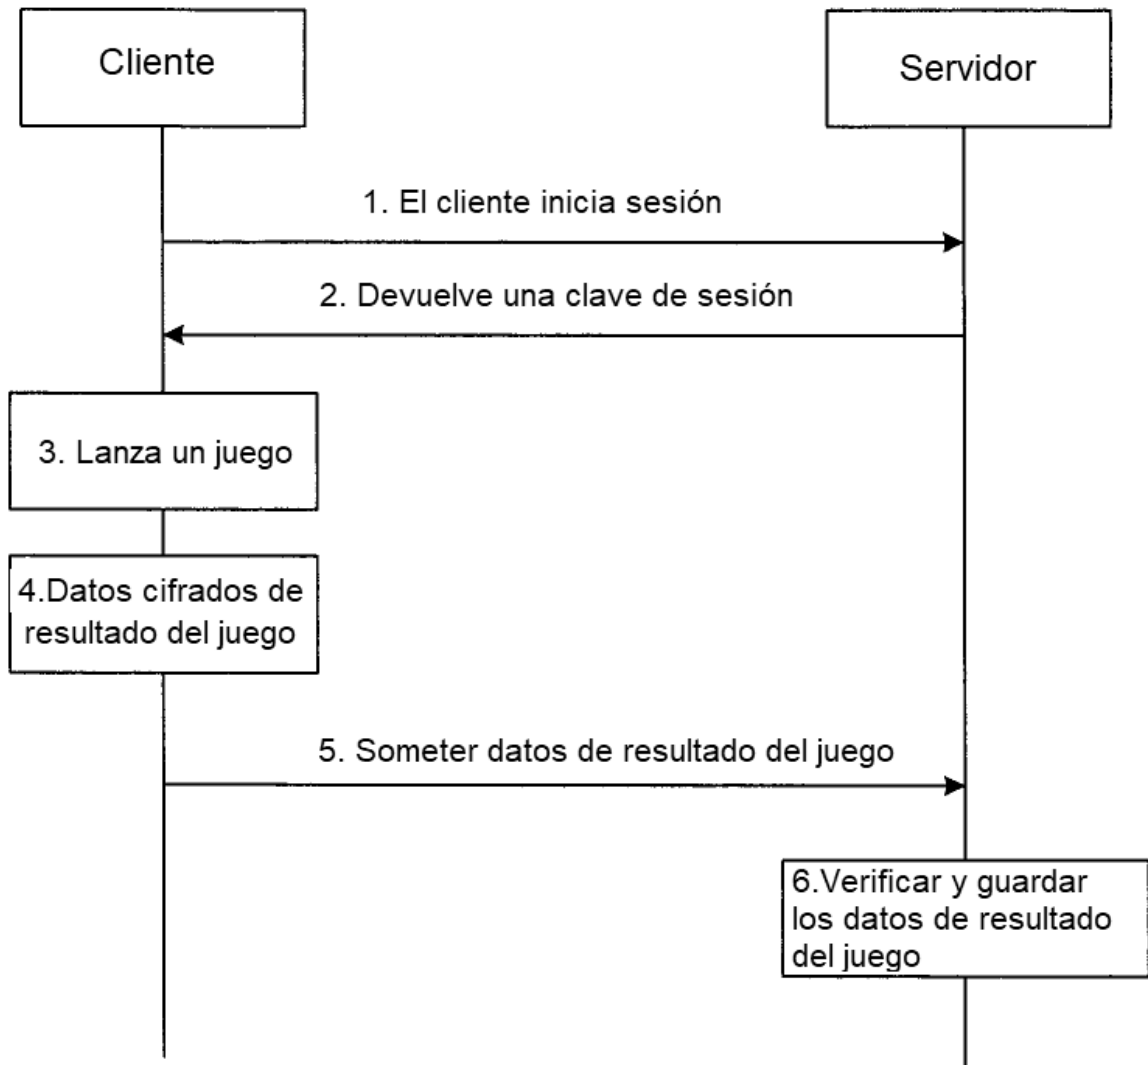 Cliente
Servidor
1. El cliente inicia sesión
2. Devuelve una clave de sesión
3. Lanza un juego
4.Datos cifrados de
resultado del juego
5. Someter datos de resultado del juego
6.Verificar y guardar
los datos de resultado
del juego